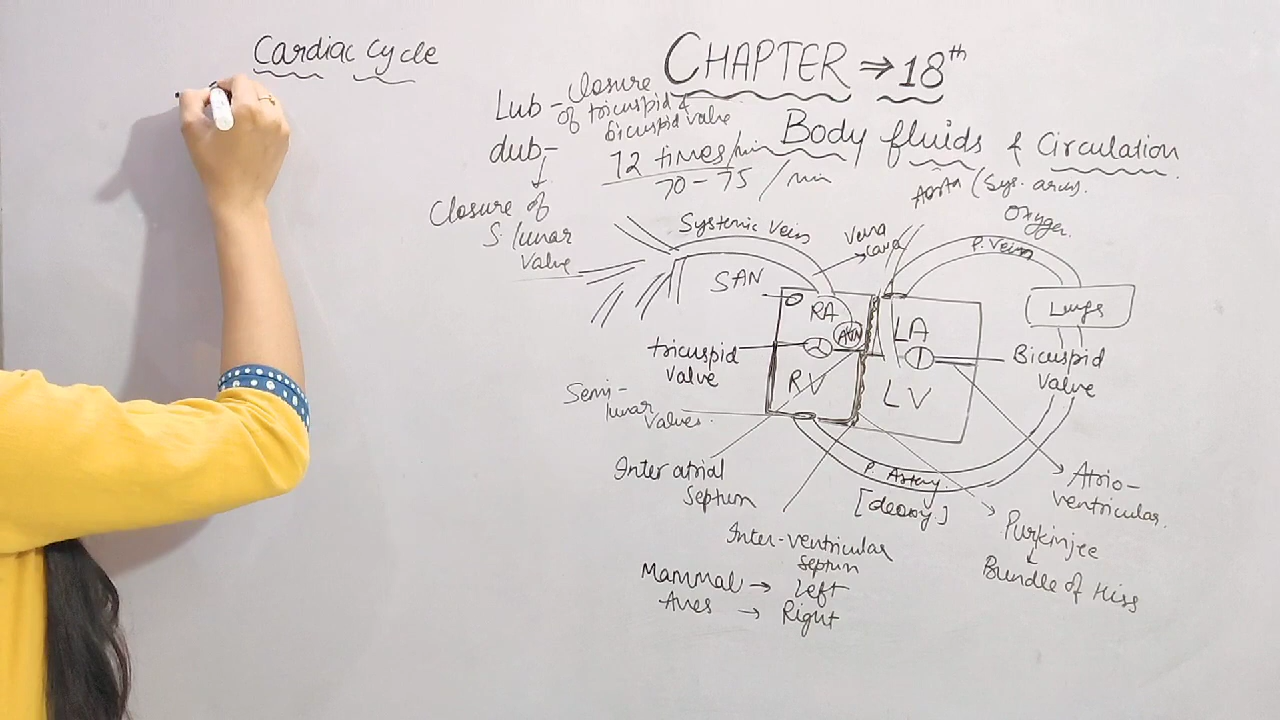 Cardiac Cycle
CHAPTER ⇒ 18th
Body fluids & Circulation
Lub - Closure
of tricuspid &
bicuspid valve
dub-
↓
Closure of
S lunar
Valve
72 times/min
70 - 75 / min
Aorta (Sys. arcus.
Oxygen.
Systemic Vein
Vena
cava
P. Vein
SAN
RA
AVN
LA
Lungs
tricuspid
Valve
RV
LV
Bicuspid
Valve
Semi-
lunar
Valves.
P. Artery.
[deoxy]
Inter atrial
Septum
Atrio-
ventricular.
Inter-ventricular
Septum
Purkinjee
↓
Bundle of Hiss
Mammal → Left
Aves → Right